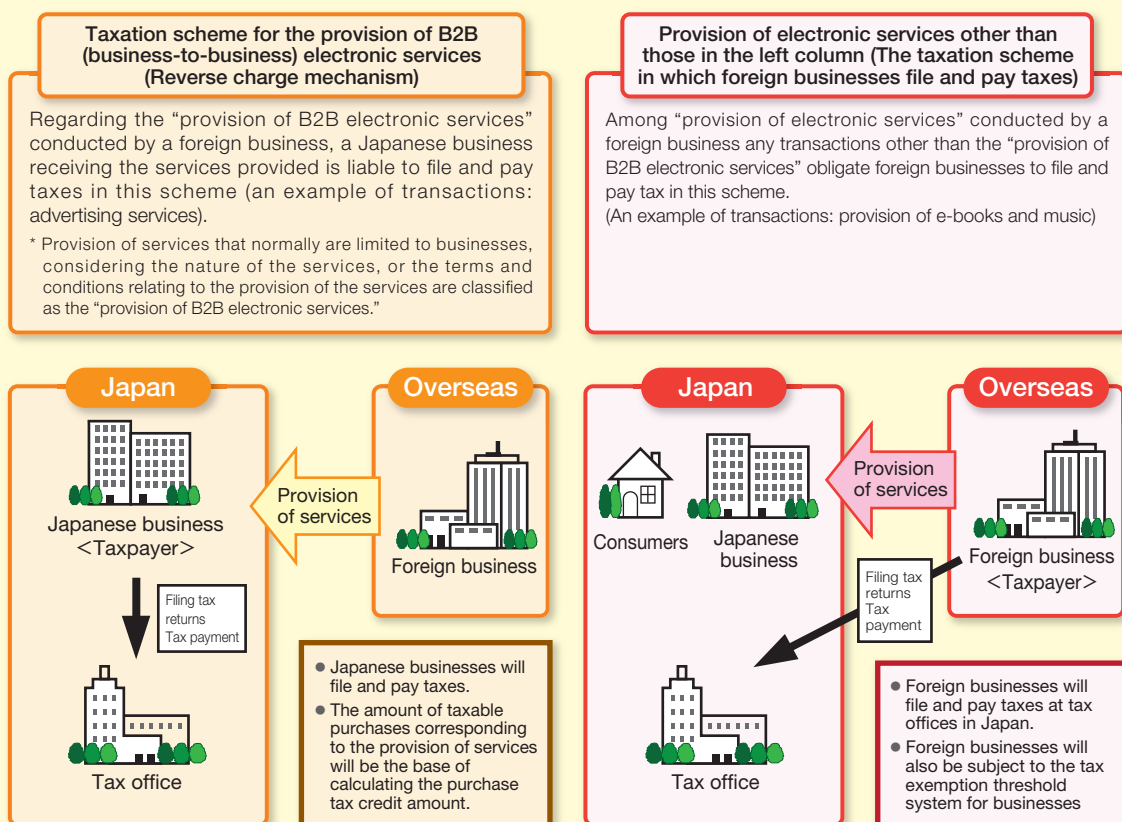 Taxation scheme for the provision of B2B
(business-to-business) electronic services
(Reverse charge mechanism)
Regarding the “provision of B2B electronic services”
conducted by a foreign business, a Japanese business
receiving the services provided is liable to file and pay
taxes in this scheme (an example of transactions:
advertising services).
* Provision of services that normally are limited to businesses,
considering the nature of the services, or the terms and
conditions relating to the provision of the services are classified
as the “provision of B2B electronic services.”
Provision of electronic services other than
those in the left column (The taxation scheme
in which foreign businesses file and pay taxes)
Among “provision of electronic services” conducted by a
foreign business any transactions other than the “provision of
B2B electronic services” obligate foreign businesses to file and
pay tax in this scheme.
(An example of transactions: provision of e-books and music)
Japan
Overseas
Provision
of services
Japanese business
<Taxpayer>
Foreign business
Filing tax
returns
Tax payment
Tax office
● Japanese businesses will
file and pay taxes.
● The amount of taxable
purchases corresponding
to the provision of services
will be the base of
calculating the purchase
tax credit amount.
Japan
Overseas
Provision
of services
Consumers
Japanese
business
Foreign business
<Taxpayer>
Filing tax
returns
Tax
payment
Tax office
● Foreign businesses will
file and pay taxes at tax
offices in Japan.
● Foreign businesses will
also be subject to the tax
exemption threshold
system for businesses